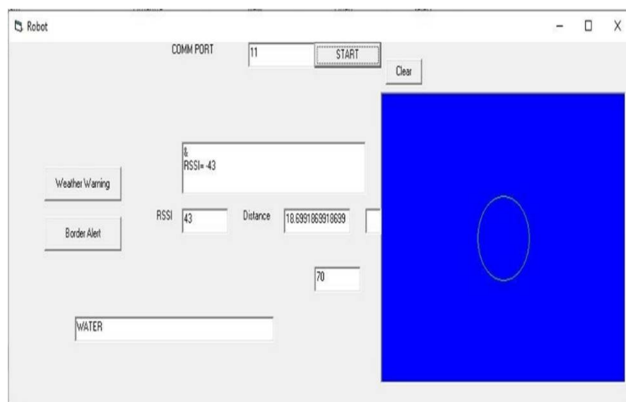 Robot
COMM PORT 11 START
Clear
&
RSSI= -43
Weather Warning
RSSI 43 Distance 18.6991869918699
Border Alert
70
WATER